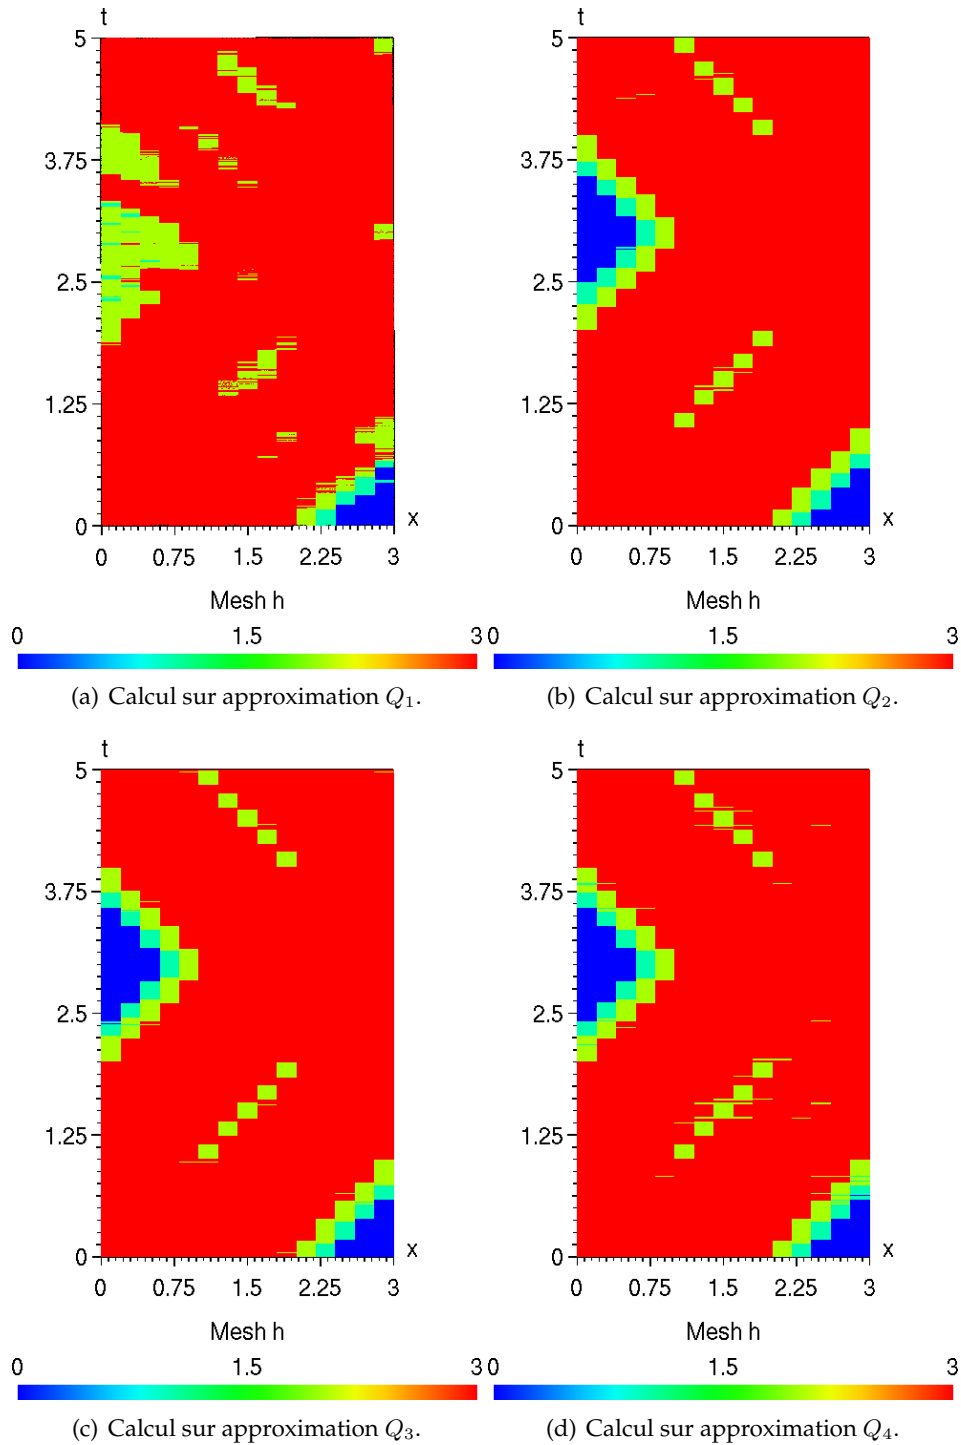 t
t
5
3.75
2.5
1.25
0
x
0 0.75 1.5 2.25 3
Mesh h
0 1.5 3
(a) Calcul sur approximation Q1.
5
3.75
2.5
1.25
0
x
0 0.75 1.5 2.25 3
Mesh h
0 1.5 3
(b) Calcul sur approximation Q2.
t
5
3.75
2.5
1.25
0
x
0 0.75 1.5 2.25 3
Mesh h
0 1.5 3
(c) Calcul sur approximation Q3.
t
5
3.75
2.5
1.25
0
x
0 0.75 1.5 2.25 3
Mesh h
0 1.5 3
(d) Calcul sur approximation Q4.